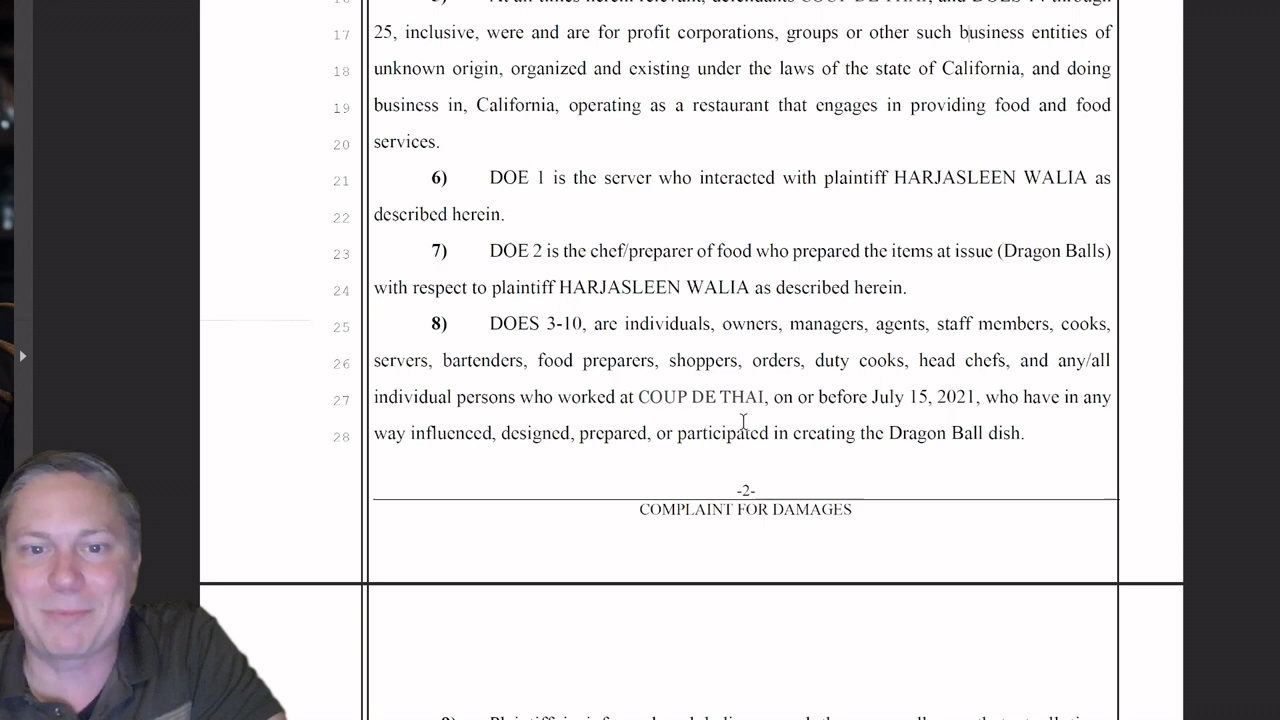 17 25, inclusive, were and are for profit corporations, groups or other such business entities of
18 unknown origin, organized and existing under the laws of the state of California, and doing
19 business in, California, operating as a restaurant that engages in providing food and food
20 services.
21 6) DOE 1 is the server who interacted with plaintiff HARJASLEEN WALIA as
22 described herein.
23 7) DOE 2 is the chef/preparer of food who prepared the items at issue (Dragon Balls)
24 with respect to plaintiff HARJASLEEN WALIA as described herein.
25 8) DOES 3-10, are individuals, owners, managers, agents, staff members, cooks,
26 servers, bartenders, food preparers, shoppers, orders, duty cooks, head chefs, and any/all
27 individual persons who worked at COUP DE THAI, on or before July 15, 2021, who have in any
28 way influenced, designed, prepared, or participated in creating the Dragon Ball dish.
-2-
COMPLAINT FOR DAMAGES